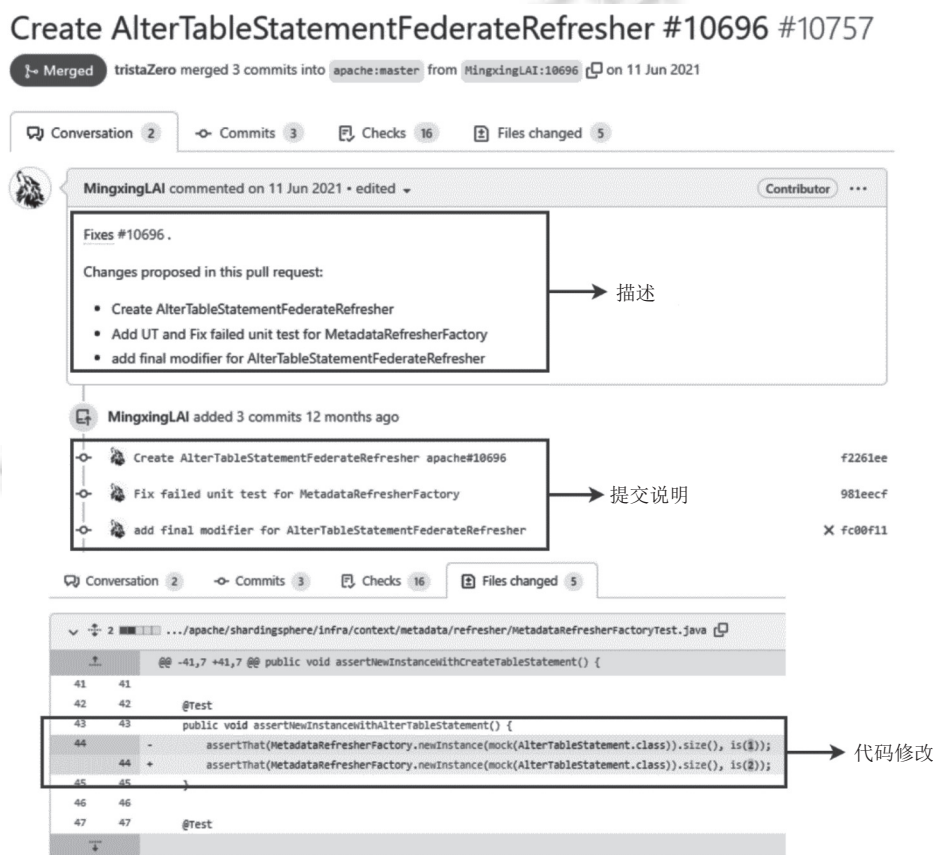 Create AlterTableStatementFederateRefresher #10696 #10757
Merged tristaZero merged 3 commits into apache:master from MingxingLAI:10696 on 11 Jun 2021
Conversation 2 Commits 3 Checks 16 Files changed 5
MingxingLAI commented on 11 Jun 2021 • edited Contributor ...
Fixes #10696 .
Changes proposed in this pull request:
• Create AlterTableStatementFederateRefresher
• Add UT and Fix failed unit test for MetadataRefresherFactory
• add final modifier for AlterTableStatementFederateRefresher
描述
MingxingLAI added 3 commits 12 months ago
Create AlterTableStatementFederateRefresher apache#10696 f2261ee
Fix failed unit test for MetadataRefresherFactory 981eecf
add final modifier for AlterTableStatementFederateRefresher fc00f11
提交说明
Conversation 2 Commits 3 Checks 16 Files changed 5
2 .../apache/shardingsphere/infra/context/metadata/refresher/MetadataRefresherFactoryTest.java
@@ -41,7 +41,7 @@ public void assertNewInstanceWithCreateTableStatement() {
41 41
42 42 @Test
43 43 public void assertNewInstanceWithAlterTableStatement() {
44 - assertThat(MetadataRefresherFactory.newInstance(mock(AlterTableStatement.class)).size(), is(1));
44 + assertThat(MetadataRefresherFactory.newInstance(mock(AlterTableStatement.class)).size(), is(2));
代码修改
45 45 }
46 46
47 47 @Test